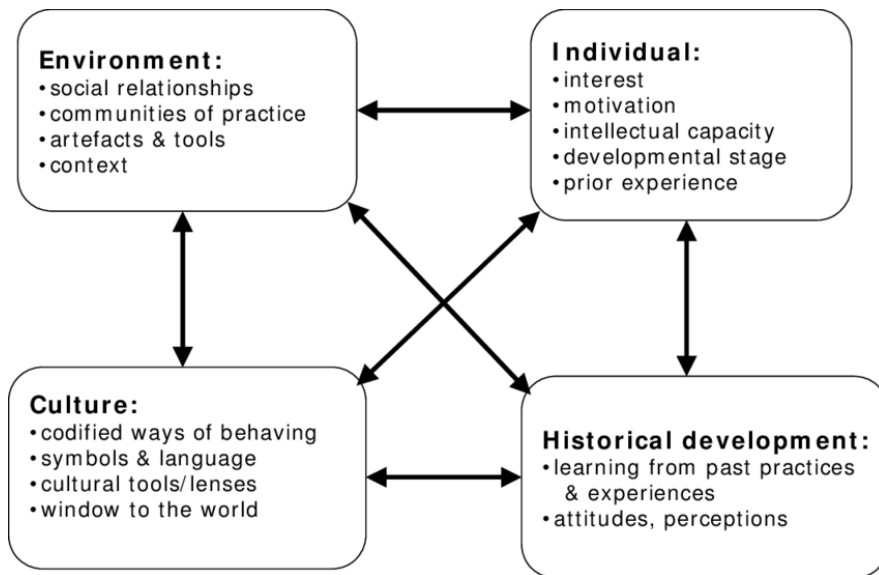 Environment:
• social relationships
• communities of practice
• artefacts & tools
• context
Individual:
• interest
• motivation
• intellectual capacity
• developmental stage
• prior experience
Culture:
• codified ways of behaving
• symbols & language
• cultural tools/lenses
• window to the world
Historical development:
• learning from past practices
& experiences
• attitudes, perceptions